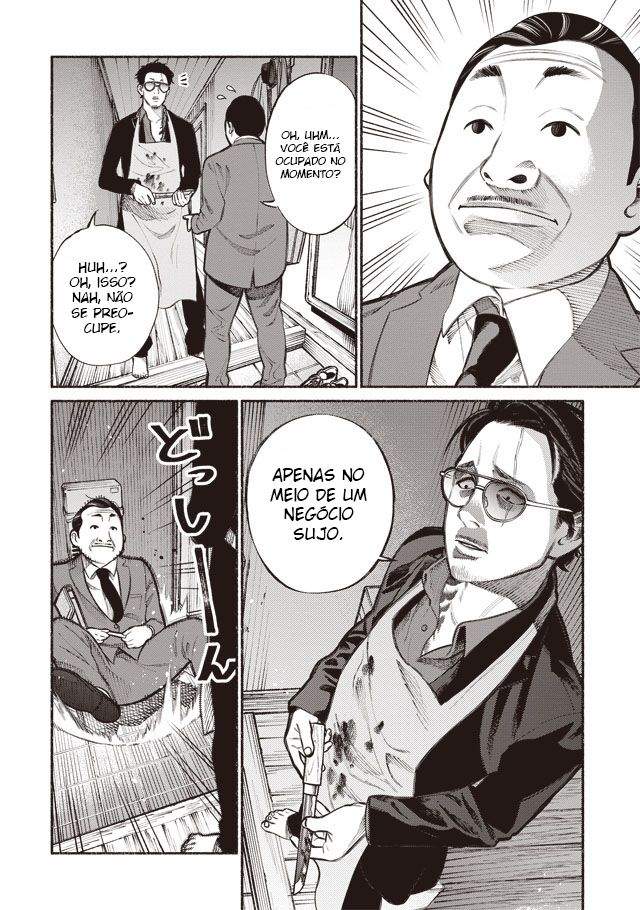 OH, UHM...
VOCÊ ESTÁ
OCUPADO NO
MOMENTO?
HUH...?
OH, ISSO?
NAH, NÃO
SE PREO-
CUPE.
APENAS NO
MEIO DE UM
NEGÓCIO
SUJO.
どっしーん